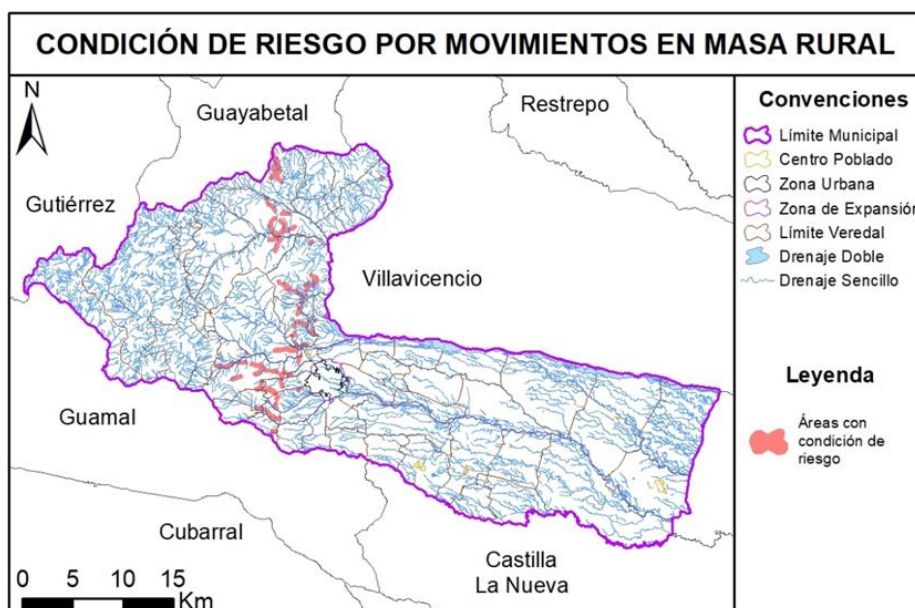 CONDICIÓN DE RIESGO POR MOVIMIENTOS EN MASA RURAL
N
Guayabetal
Restrepo
Gutiérrez
Villavicencio
Guamal
Cubarral
Castilla
La Nueva
0 5 10 15
Km
Convenciones
Límite Municipal
Centro Poblado
Zona Urbana
Zona de Expansión
Límite Veredal
Drenaje Doble
Drenaje Sencillo
Leyenda
Áreas con
condición de
riesgo